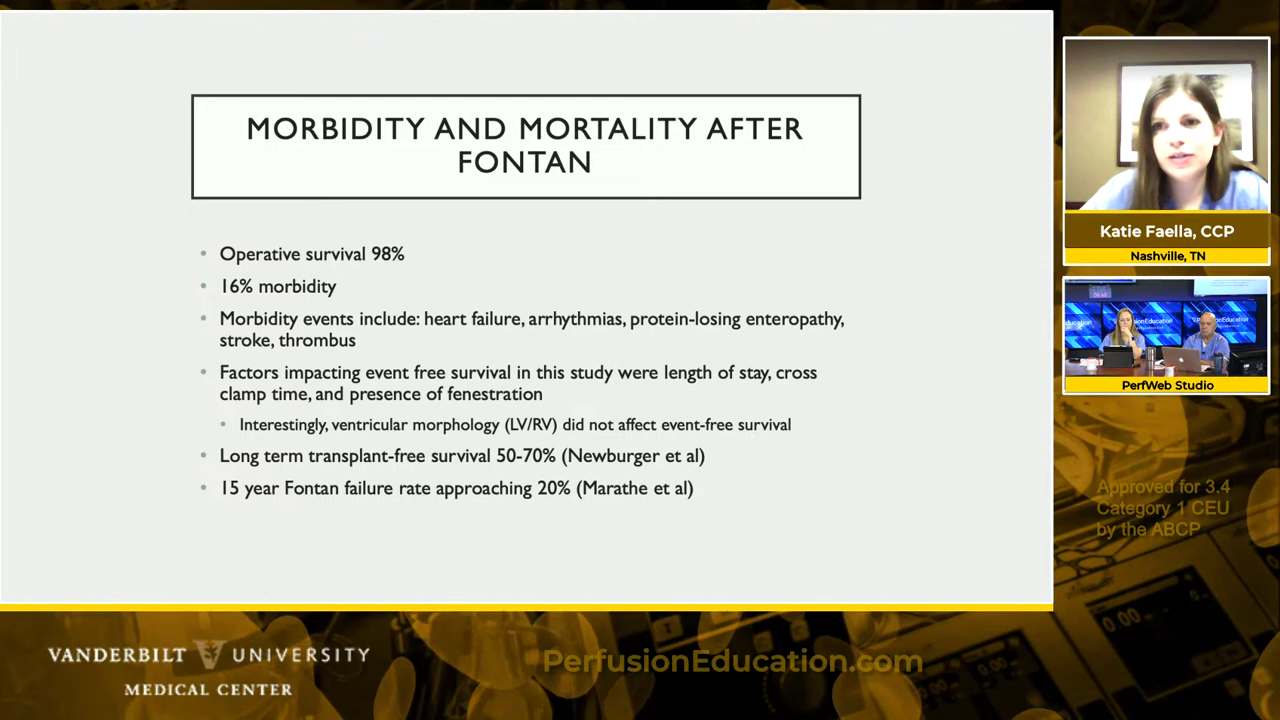 MORBIDITY AND MORTALITY AFTER
FONTAN
• Operative survival 98%
• 16% morbidity
• Morbidity events include: heart failure, arrhythmias, protein-losing enteropathy,
stroke, thrombus
• Factors impacting event free survival in this study were length of stay, cross
clamp time, and presence of fenestration
• Interestingly, ventricular morphology (LV/RV) did not affect event-free survival
• Long term transplant-free survival 50-70% (Newburger et al)
• 15 year Fontan failure rate approaching 20% (Marathe et al)
Katie Faella, CCP
Nashville, TN
PerfWeb Studio
Approved for 3.4
Category 1 CEU
by the ABCP
VANDERBILT UNIVERSITY
MEDICAL CENTER
PerfusionEducation.com